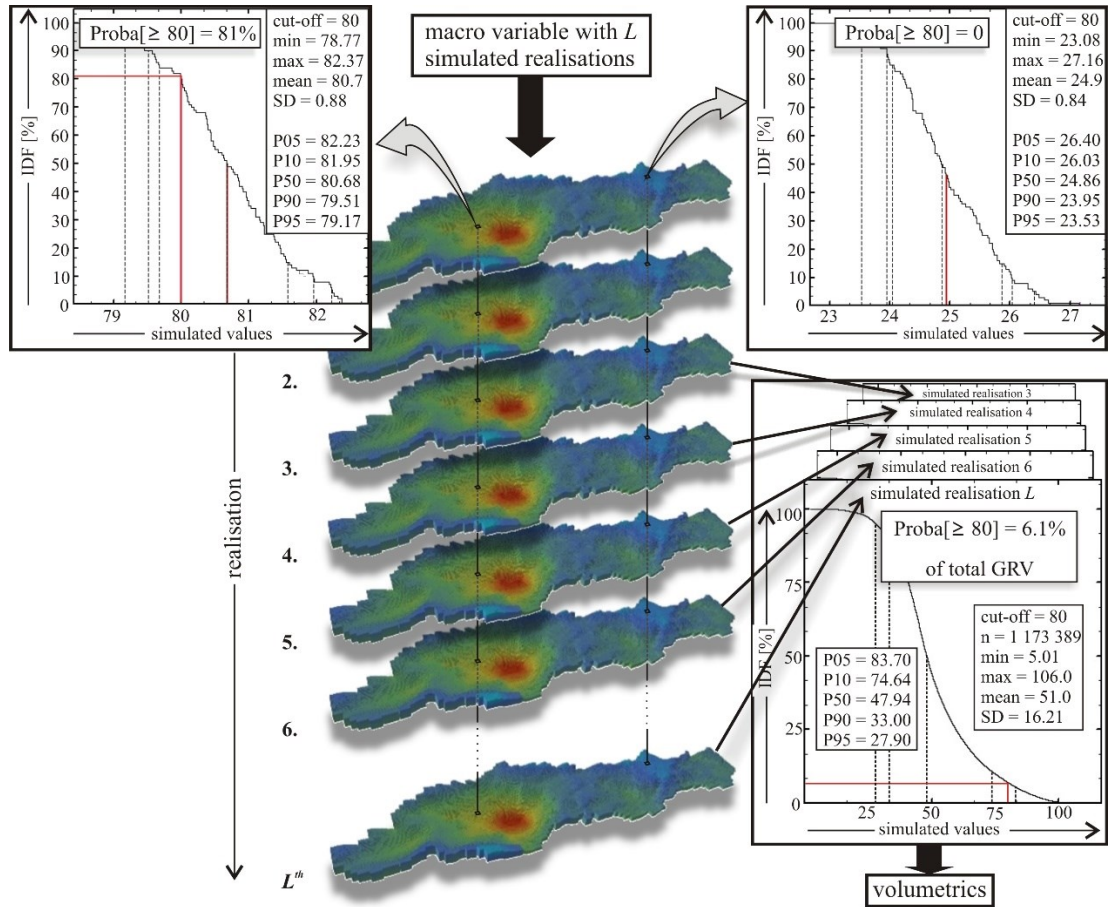 Proba[≥ 80] = 81%
cut-off = 80
min = 78.77
max = 82.37
mean = 80.7
SD = 0.88
P05 = 82.23
P10 = 81.95
P50 = 80.68
P90 = 79.51
P95 = 79.17
IDF [%]
100
90
80
70
60
50
40
30
20
10
0
79
80
81
82
simulated values
macro variable with L
simulated realisations
Proba[≥ 80] = 0
cut-off = 80
min = 23.08
max = 27.16
mean = 24.9
SD = 0.84
P05 = 26.40
P10 = 26.03
P50 = 24.86
P90 = 23.95
P95 = 23.53
IDF [%]
100
90
80
70
60
50
40
30
20
10
0
23
24
25
26
27
simulated values
realisation
2.
3.
4.
5.
6.
Lth
simulated realisation 3
simulated realisation 4
simulated realisation 5
simulated realisation 6
simulated realisation L
Proba[≥ 80] = 6.1%
of total GRV
cut-off = 80
n = 1 173 389
min = 5.01
max = 106.0
mean = 51.0
SD = 16.21
P05 = 83.70
P10 = 74.64
P50 = 47.94
P90 = 33.00
P95 = 27.90
IDF [%]
100
75
50
25
0
25
50
75
100
simulated values
volumetrics